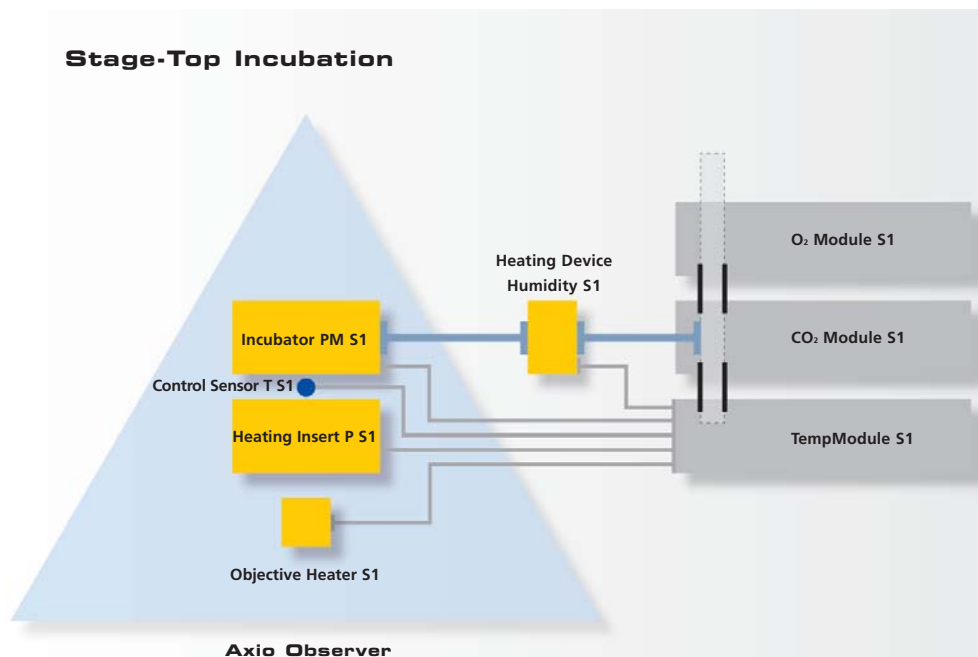 Stage-Top Incubation
O₂ Module S1
Heating Device
Humidity S1
Incubator PM S1
CO₂ Module S1
Control Sensor T S1
Heating Insert P S1
TempModule S1
Objective Heater S1
Axio Observer